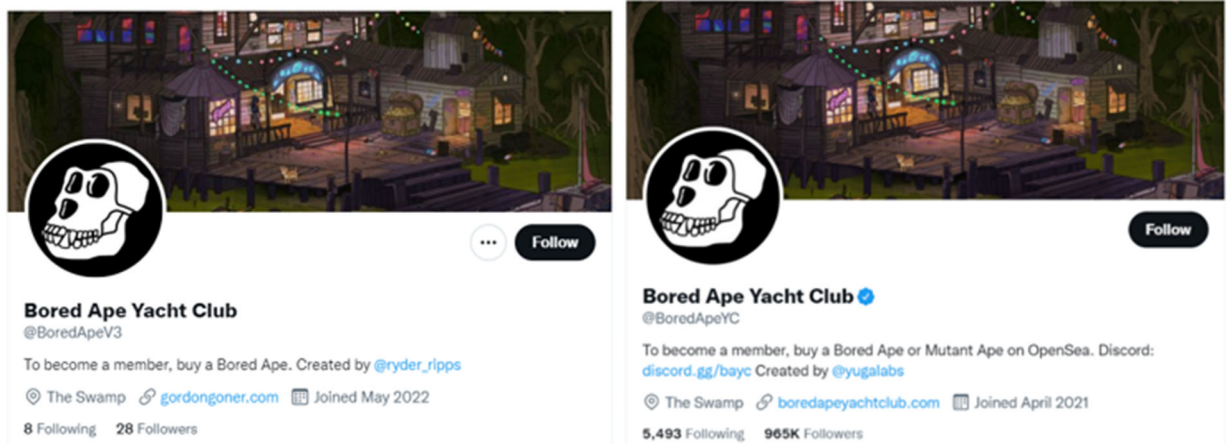 Follow
Bored Ape Yacht Club
@BoredApeV3
To become a member, buy a Bored Ape. Created by @ryder_ripps
The Swamp gordongoner.com Joined May 2022
8 Following 28 Followers
Follow
Bored Ape Yacht Club
@BoredApeYC
To become a member, buy a Bored Ape or Mutant Ape on OpenSea. Discord:
discord.gg/bayc Created by @yugalabs
The Swamp boredapeyachtclub.com Joined April 2021
5,493 Following 965K Followers